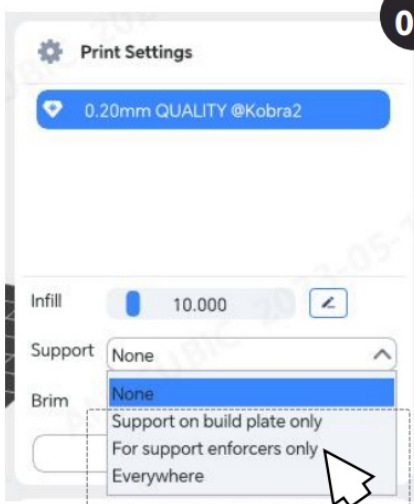 0
Print Settings
0.20mm QUALITY @Kobra2
Infill 10.000
Support None
Brim None
Support on build plate only
For support enforcers only
Everywhere